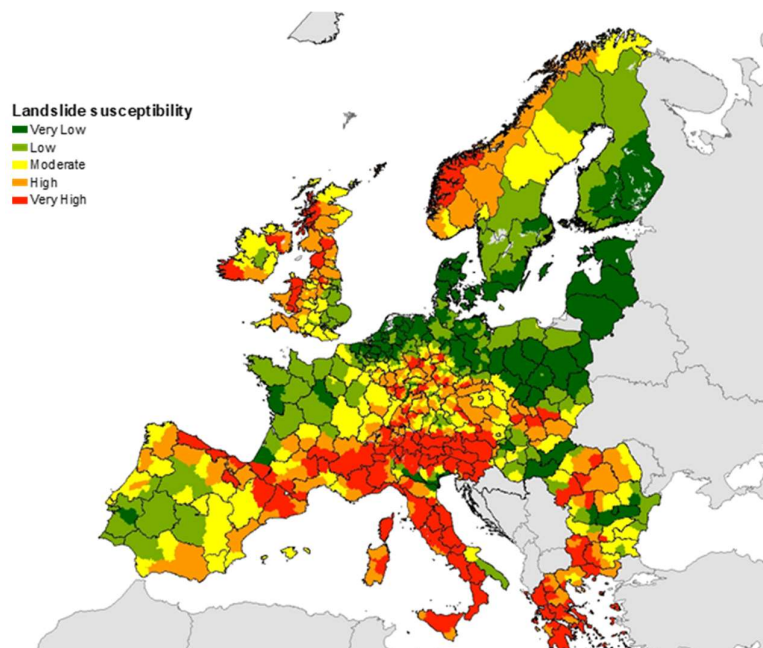 Landslide susceptibility
Very Low
Low
Moderate
High
Very High